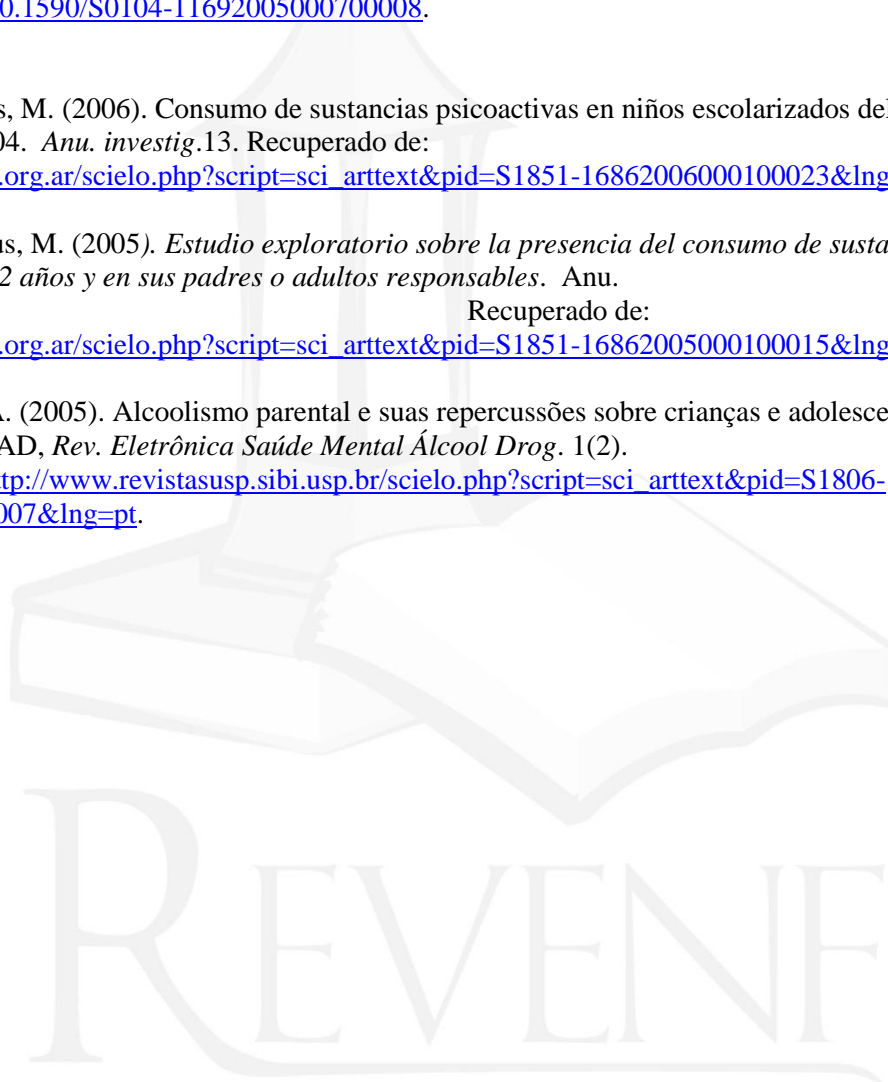 0.1590/S0104-11692005000700008.
s, M. (2006). Consumo de sustancias psicoactivas en niños escolarizados del
04. Anu. investig.13. Recuperado de:
.org.ar/scielo.php?script=sci_arttext&pid=S1851-16862006000100023&lng
us, M. (2005). Estudio exploratorio sobre la presencia del consumo de susta
2 años y en sus padres o adultos responsables. Anu.
Recuperado de:
.org.ar/scielo.php?script=sci_arttext&pid=S1851-16862005000100015&lng
A. (2005). Alcoolismo parental e suas repercussões sobre crianças e adolesce
AD, Rev. Eletrônica Saúde Mental Álcool Drog. 1(2).
tp://www.revistasusp.sibi.usp.br/scielo.php?script=sci_arttext&pid=S1806-
007&lng=pt.
REVENF